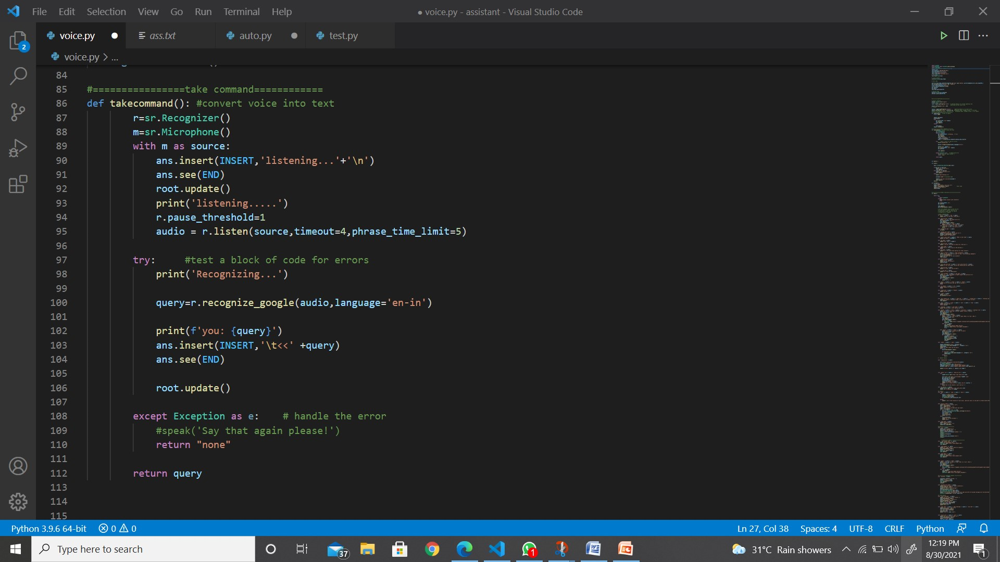 File Edit Selection View Go Run Terminal Help
● voice.py - assistant - Visual Studio Code
voice.py ass.txt auto.py test.py
2
voice.py > ...
84
85 #================take command============
86 def takecommand(): #convert voice into text
87 r=sr.Recognizer()
88 m=sr.Microphone()
89 with m as source:
90 ans.insert(INSERT,'listening...'+'\n')
91 ans.see(END)
92 root.update()
93 print('listening.....')
94 r.pause_threshold=1
95 audio = r.listen(source,timeout=4,phrase_time_limit=5)
96
97 try: #test a block of code for errors
98 print('Recognizing...')
99
100 query=r.recognize_google(audio,language='en-in')
101
102 print(f'you: {query}')
103 ans.insert(INSERT,'\t<<' +query)
104 ans.see(END)
105
106 root.update()
107
108 except Exception as e: # handle the error
109 #speak('Say that again please!')
110 return "none"
111
112 return query
113
114
115
Python 3.9.6 64-bit 0 0 Ln 27, Col 38 Spaces: 4 UTF-8 CRLF Python
Type here to search 37 1 31°C Rain showers 12:19 PM
8/30/2021 1